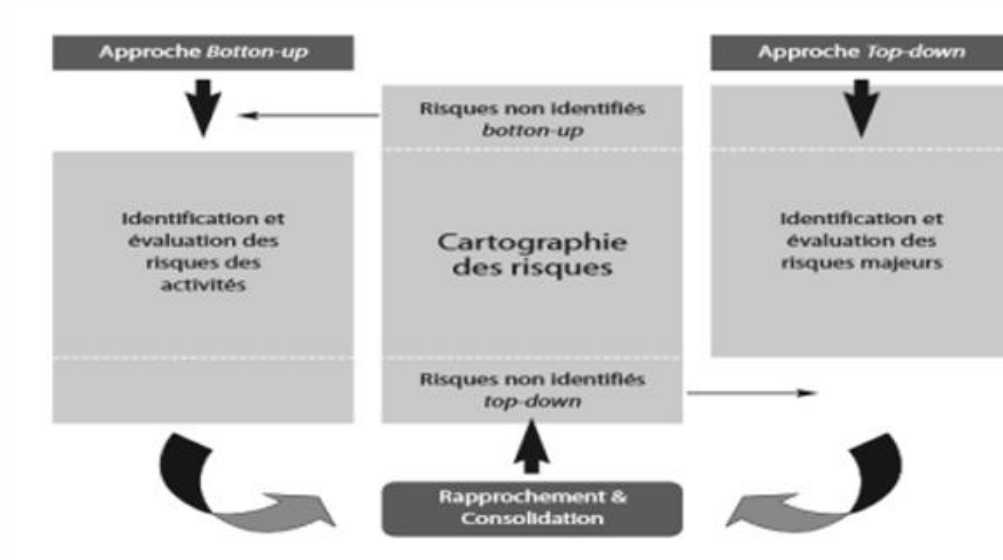 Approche Botton-up
Approche Top-down
Risques non identifiés
botton-up
Identification et
évaluation des
risques des
activités
Cartographie
des risques
Identification et
évaluation des
risques majeurs
Risques non identifiés
top-down
Rapprochement &
Consolidation